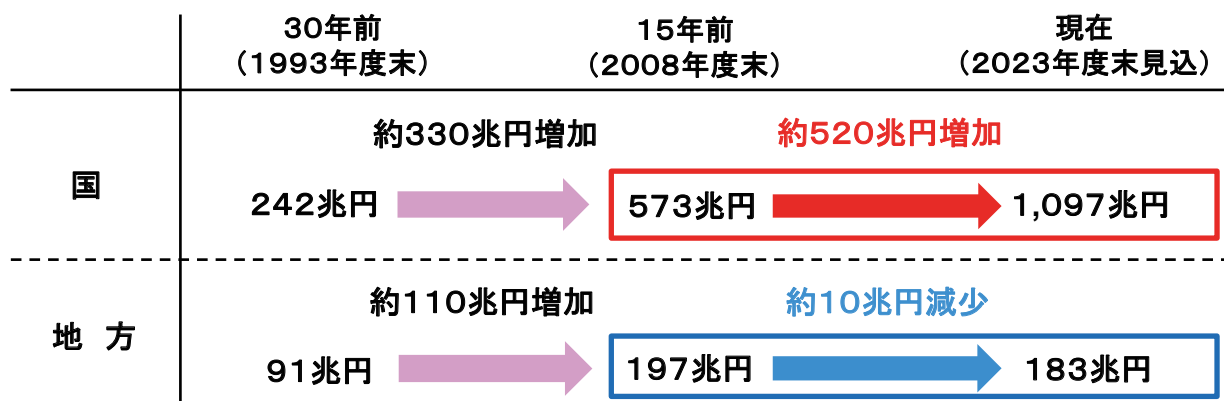 30年前
（1993年度末）
15年前
（2008年度末）
現在
（2023年度末見込）
国
約330兆円増加
約520兆円増加
242兆円
573兆円
1,097兆円
地 方
約110兆円増加
約10兆円減少
91兆円
197兆円
183兆円